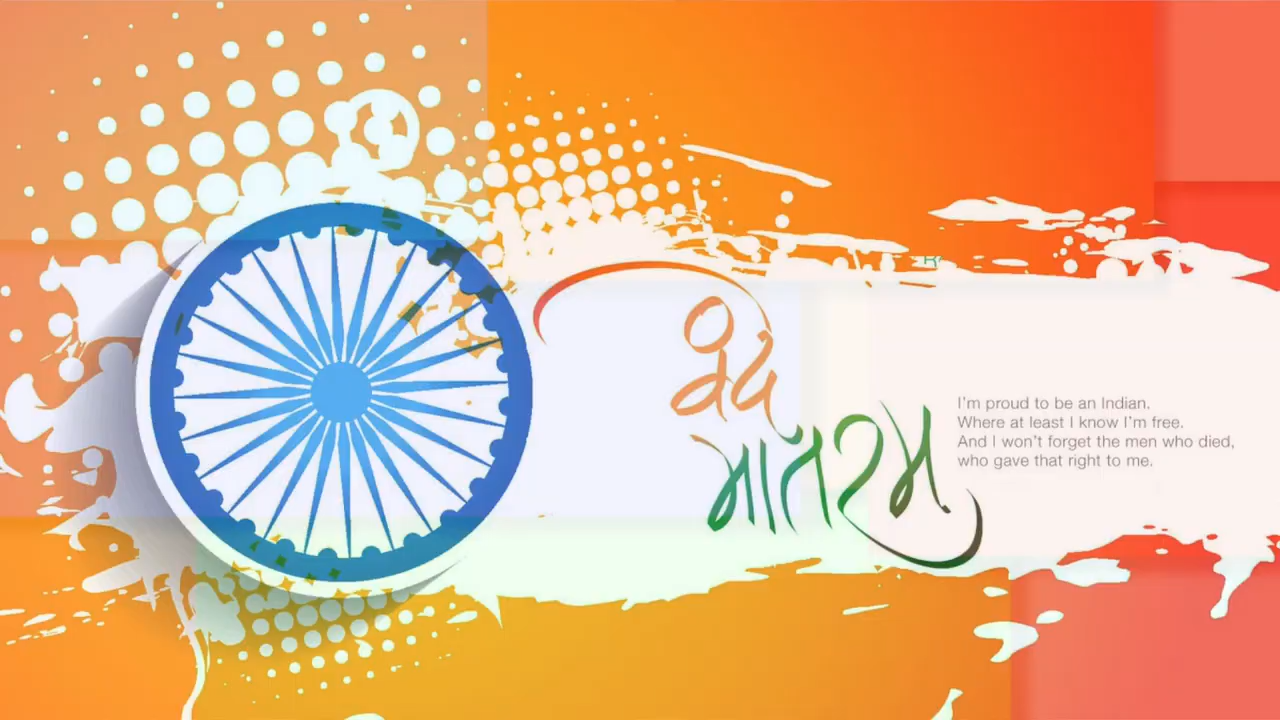 વંદે
માતરમ્
I'm proud to be an Indian.
Where at least I know I'm free.
And I won't forget the men who died,
who gave that right to me.